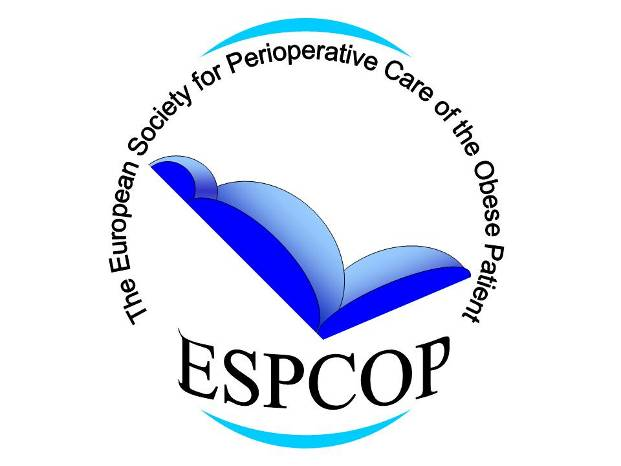 The European Society for Perioperative Care of the Obese Patient
ESPCOP